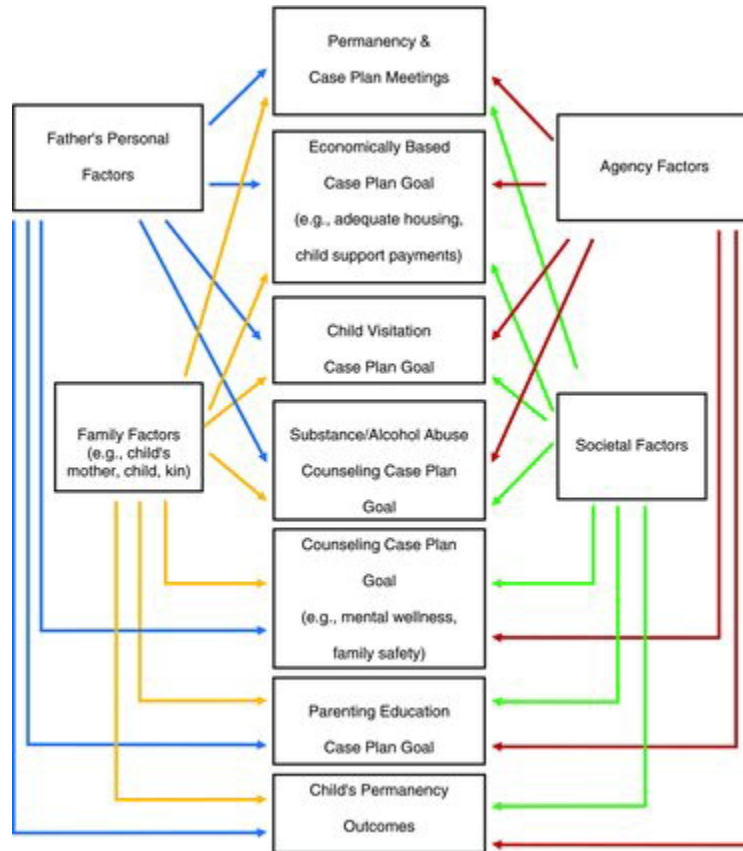 Permanency &
Case Plan Meetings
Father's Personal
Factors
Economically Based
Case Plan Goal
(e.g., adequate housing,
child support payments)
Agency Factors
Child Visitation
Case Plan Goal
Family Factors
(e.g., child's
mother, child, kin)
Substance/Alcohol Abuse
Counseling Case Plan
Goal
Societal Factors
Counseling Case Plan
Goal
(e.g., mental wellness,
family safety)
Parenting Education
Case Plan Goal
Child's Permanency
Outcomes